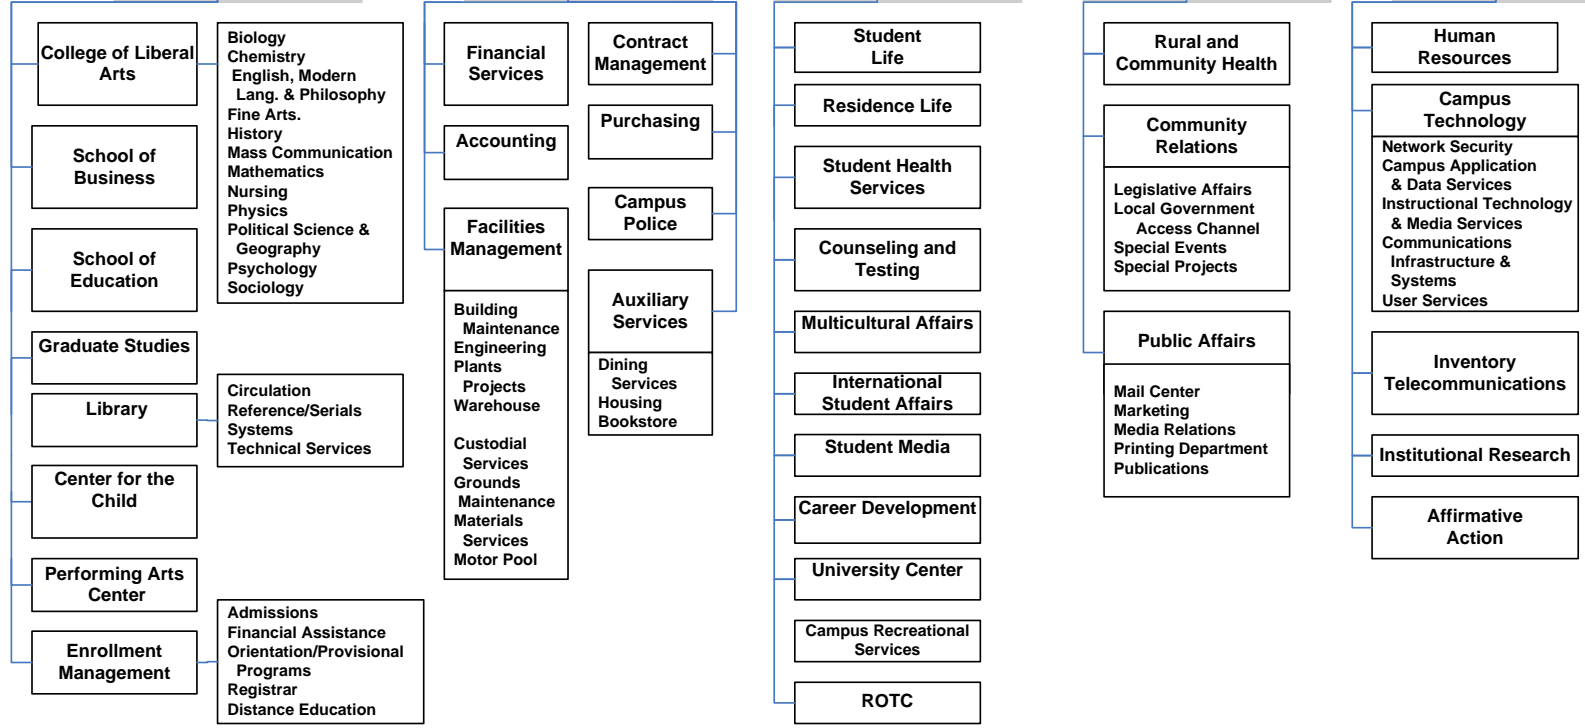 College of Liberal
Arts
Biology
Chemistry
English, Modern
Lang. & Philosophy
Fine Arts.
History
Mass Communication
Mathematics
Nursing
Physics
Political Science &
Geography
Psychology
Sociology
School of
Business
School of
Education
Graduate Studies
Library
Circulation
Reference/Serials
Systems
Technical Services
Center for the
Child
Performing Arts
Center
Enrollment
Management
Admissions
Financial Assistance
Orientation/Provisional
Programs
Registrar
Distance Education
Financial
Services
Accounting
Facilities
Management
Building
Maintenance
Engineering
Plants
Projects
Warehouse
Custodial
Services
Grounds
Maintenance
Materials
Services
Motor Pool
Contract
Management
Purchasing
Campus
Police
Auxiliary
Services
Dining
Services
Housing
Bookstore
Student
Life
Residence Life
Student Health
Services
Counseling and
Testing
Multicultural Affairs
International
Student Affairs
Student Media
Career Development
University Center
Campus Recreational
Services
ROTC
Rural and
Community Health
Community
Relations
Legislative Affairs
Local Government
Access Channel
Special Events
Special Projects
Public Affairs
Mail Center
Marketing
Media Relations
Printing Department
Publications
Human
Resources
Campus
Technology
Network Security
Campus Application
& Data Services
Instructional Technology
& Media Services
Communications
Infrastructure &
Systems
User Services
Inventory
Telecommunications
Institutional Research
Affirmative
Action